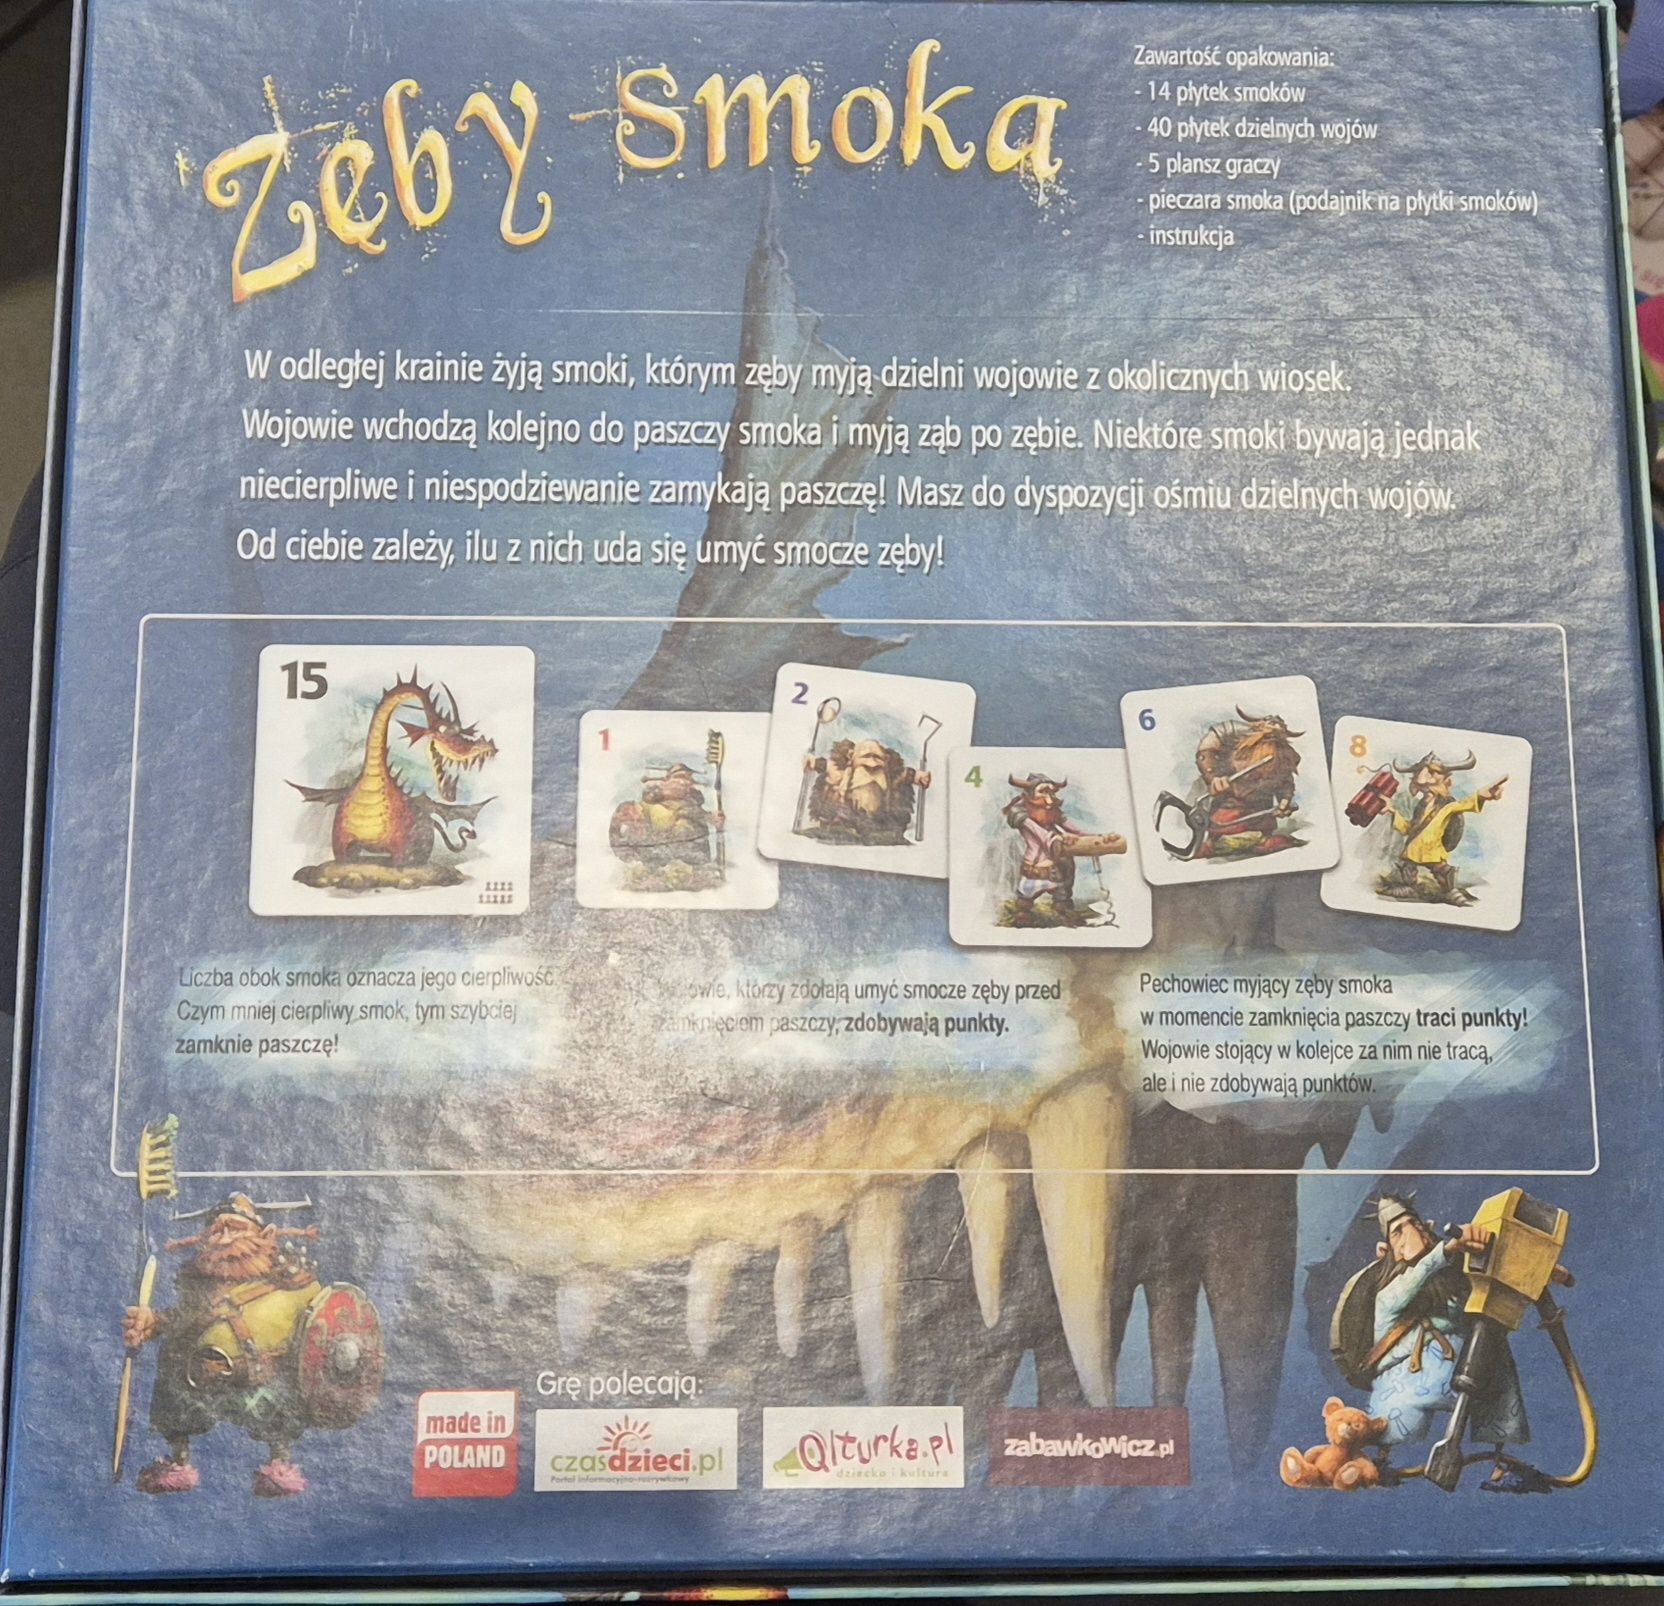 Zęby smoka
Zawartość opakowania:
- 14 płytek smoków
- 40 płytek dzielnych wojów
- 5 plansz graczy
- pieczara smoka (podajnik na płytki smoków)
- instrukcja
W odległej krainie żyją smoki, którym zęby myją dzielni wojowie z okolicznych wiosek.
Wojowie wchodzą kolejno do paszczy smoka i myją ząb po zębie. Niektóre smoki bywają jednak
niecierpliwe i niespodziewanie zamykają paszczę! Masz do dyspozycji ośmiu dzielnych wojów.
Od ciebie zależy, ilu z nich uda się umyć smocze zęby!
15
1
2
4
6
8
Liczba obok smoka oznacza jego cierpliwość.
Czym mniej cierpliwy smok, tym szybciej
zamknie paszczę!
którzy zdołają umyć smocze zęby przed
zamknięciem paszczy, zdobywają punkty.
Pechowiec myjący zęby smoka
w momencie zamknięcia paszczy traci punkty!
Wojowie stojący w kolejce za nim nie tracą,
ale i nie zdobywają punktów.
Grę polecają:
made in
POLAND
czasdzieci.pl
Portal informacyjno-rozrywkowy
Qlturka.pl
dziecko i kultura
zabawkowicz.pl